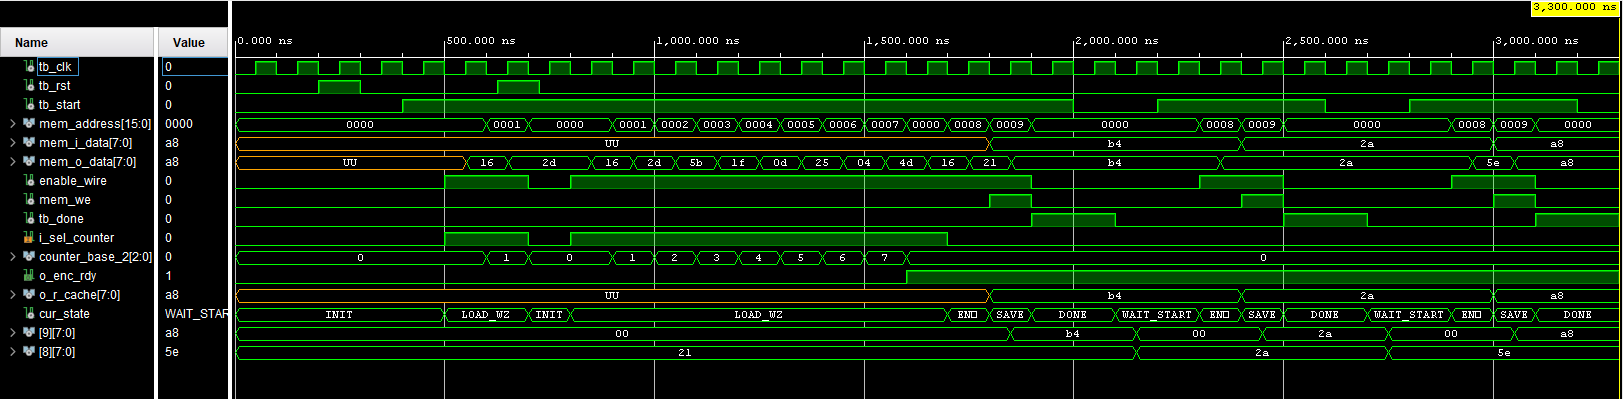 3,300.000 ns
Name Value 0.000 ns 500.000 ns 1,000.000 ns 1,500.000 ns 2,000.000 ns 2,500.000 ns 3,000.000 ns
tb_clk 0
tb_rst 0
tb_start 0
mem_address[15:0] 0000 0000 0001 0000 0001 0002 0003 0004 0005 0006 0007 0000 0008 0009 0000 0008 0009 0000 0008 0009 0000
mem_i_data[7:0] a8 UU b4 2a a8
mem_o_data[7:0] a8 UU 16 2d 16 2d 5b 1f 0d 25 04 4d 16 21 b4 2a 5e a8
enable_wire 0
mem_we 0
tb_done 0
i_sel_counter 0
counter_base_2[2:0] 0 0 1 0 1 2 3 4 5 6 7 0
o_enc_rdy 1
o_r_cache[7:0] a8 UU b4 2a a8
cur_state WAIT_STAR INIT LOAD_WZ INIT LOAD_WZ SAVE DONE WAIT_START SAVE DONE WAIT_START SAVE DONE
[9][7:0] a8 00 b4 00 2a 00 a8
[8][7:0] 5e 21 2a 5e